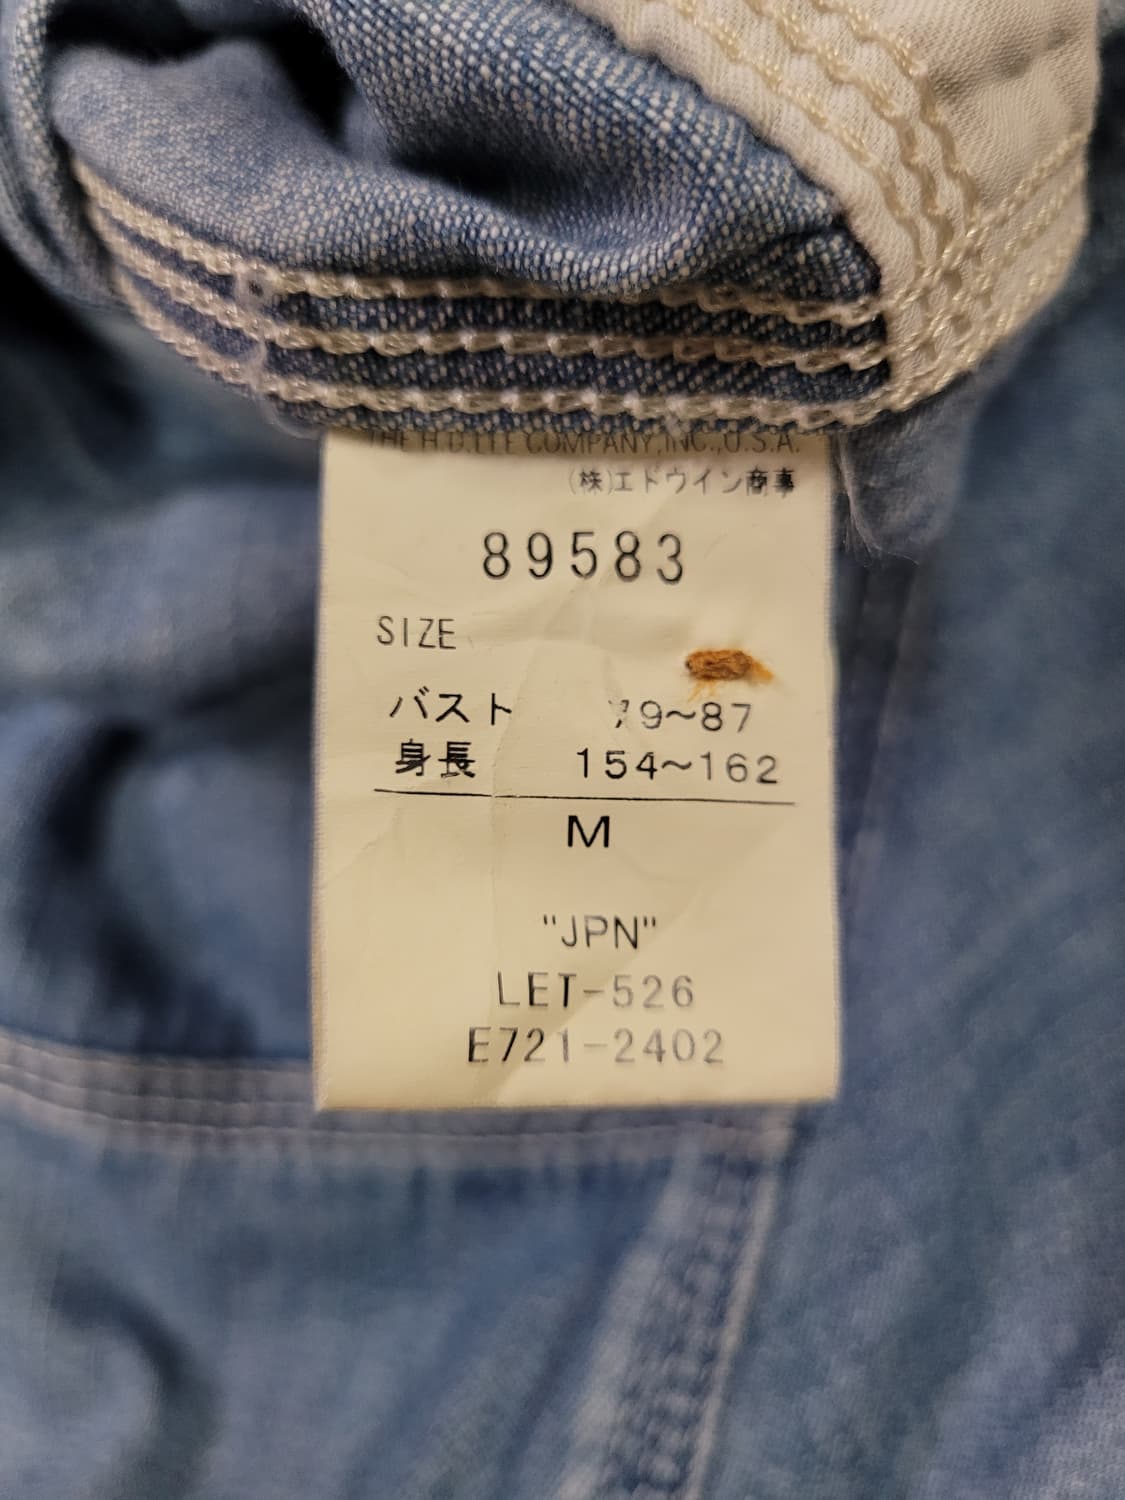 THE H.D.LEE COMPANY,INC.,U.S.A.
(株)エドウイン商事
89583
SIZE
バスト 79~87
身長 154~162
M
"JPN"
LET-526
E721-2402